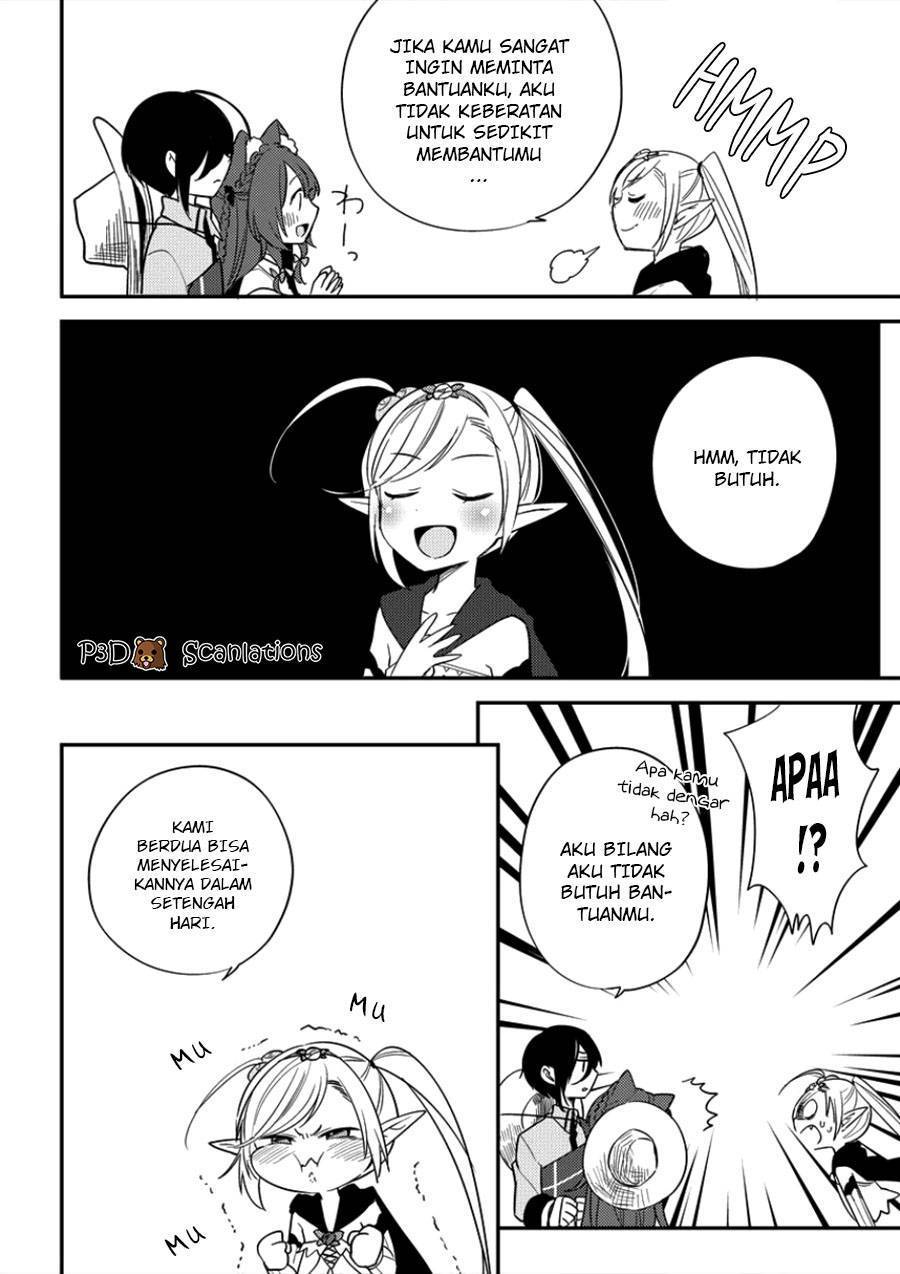 JIKA KAMU SANGAT
INGIN MEMINTA
BANTUANKU, AKU
TIDAK KEBERATAN
UNTUK SEDIKIT
MEMBANTUMU
...
HMMP
わーっ
HMM, TIDAK
BUTUH.
P3D Scanlations
APAA
!?
Apa kamu
tidak dengar
hah?
AKU BILANG
AKU TIDAK
BUTUH BAN-
TUANMU.
KAMI
BERDUA BISA
MENYELESAI-
KANNYA DALAM
SETENGAH
HARI.
MU
MU
MU